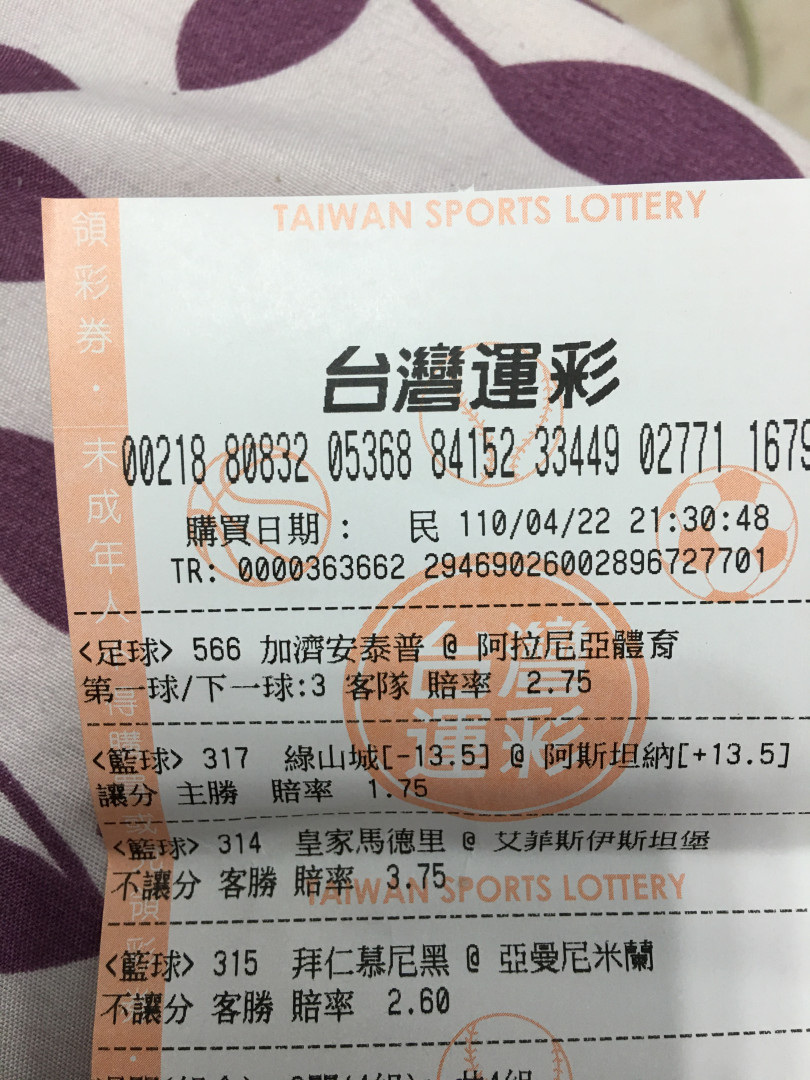 TAIWAN SPORTS LOTTERY
領彩券・未成年人
得購
台灣運彩
00218 80832 05368 84152 33449 02771 1679
購買日期： 民 110/04/22 21:30:48
TR: 0000363662 294690260002896727701
<足球> 566 加濟安泰普 @ 阿拉尼亞體育
第一球/下一球:3 客隊 賠率 2.75
台灣運彩
<籃球> 317 綠山城[-13.5] @ 阿斯坦納[+13.5]
讓分 主勝 賠率 1.75
<籃球> 314 皇家馬德里 @ 艾菲斯伊斯坦堡
不讓分 客勝 賠率 3.75
TAIWAN SPORTS LOTTERY
<籃球> 315 拜仁慕尼黑 @ 亞曼尼米蘭
不讓分 客勝 賠率 2.60